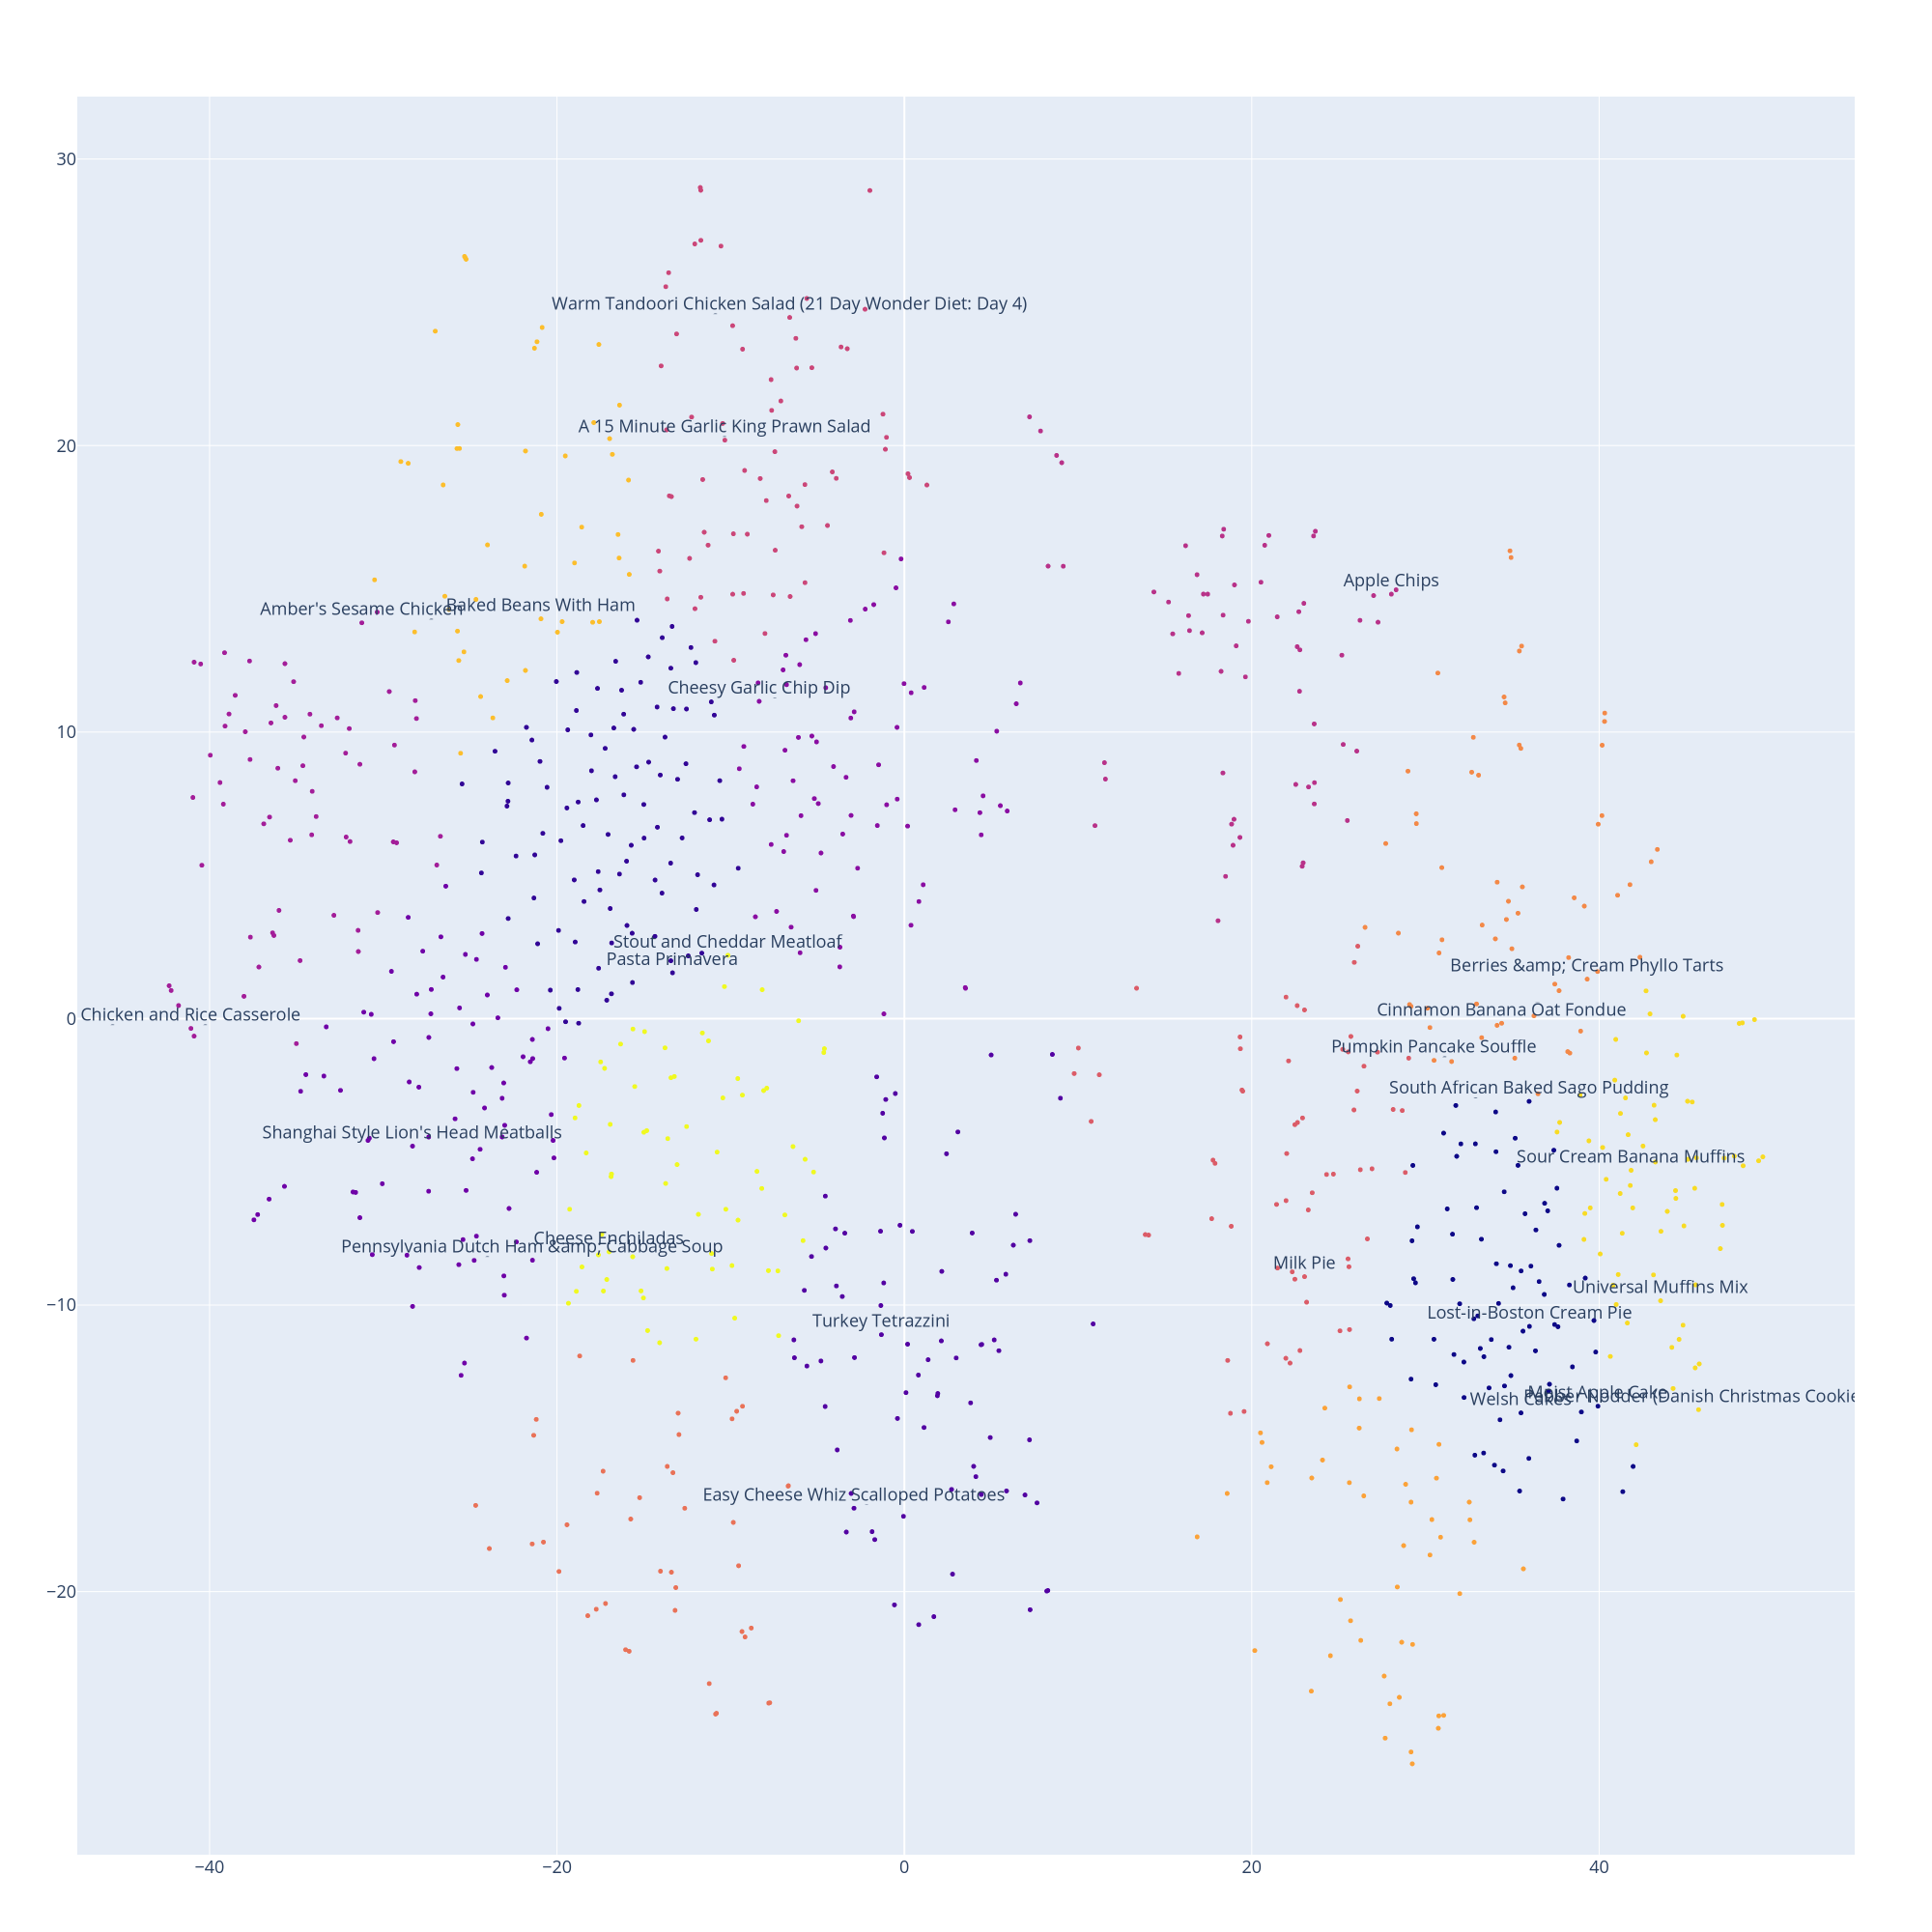 30
Warm Tandoori Chicken Salad (21 Day Wonder Diet: Day 4)
A 15 Minute Garlic King Prawn Salad
20
Apple Chips
Amber's Sesame Chicken
Baked Beans With Ham
Cheesy Garlic Chip Dip
10
Stout and Cheddar Meatloaf
Pasta Primavera
Berries &amp; Cream Phyllo Tarts
Cinnamon Banana Oat Fondue
Chicken and Rice Casserole
0
Pumpkin Pancake Souffle
South African Baked Sago Pudding
Shanghai Style Lion's Head Meatballs
Sour Cream Banana Muffins
Cheese Enchiladas
Pennsylvania Dutch Ham &amp; Cabbage Soup
Milk Pie
Universal Muffins Mix
−10
Lost-in-Boston Cream Pie
Turkey Tetrazzini
Moist Apple Cake
Welsh Cakes
(Danish Christmas Cookie
Easy Cheese Whiz Scalloped Potatoes
−20
−40
−20
0
20
40